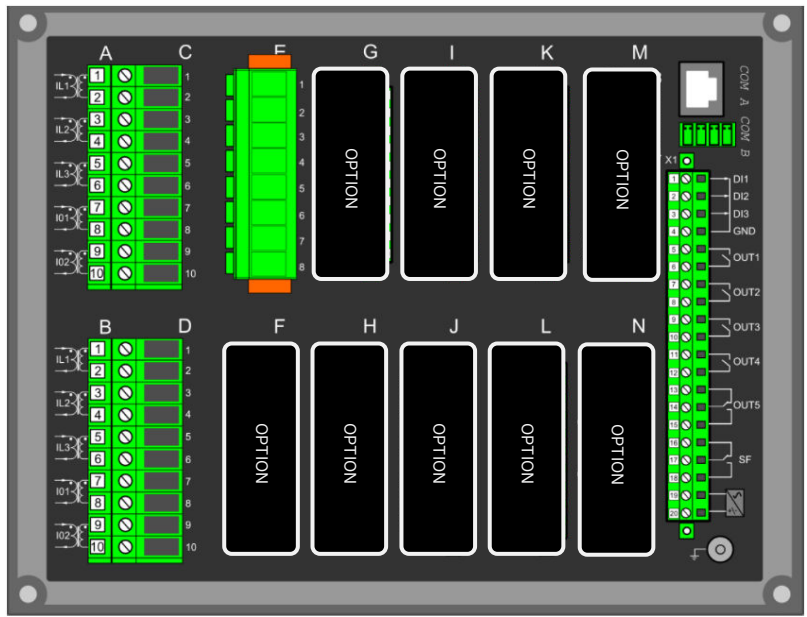 A C E G I K M
COM A
COM B
IL1 1 1
2 2
IL2 3 3
4 4
IL3 5 5
6 6
I01 7 7
8 8
I02 9 9
10 10
1
2
3
4
5
6
7
8
OPTION
OPTION
OPTION
OPTION
X1
1 DI1
2 DI2
3 DI3
4 GND
5 OUT1
6
7 OUT2
8
9 OUT3
10
11 OUT4
12
13
14 OUT5
15
16
17 SF
18
19
20
B D F H J L N
IL1 1 1
2 2
IL2 3 3
4 4
IL3 5 5
6 6
I01 7 7
8 8
I02 9 9
10 10
OPTION
OPTION
OPTION
OPTION
OPTION